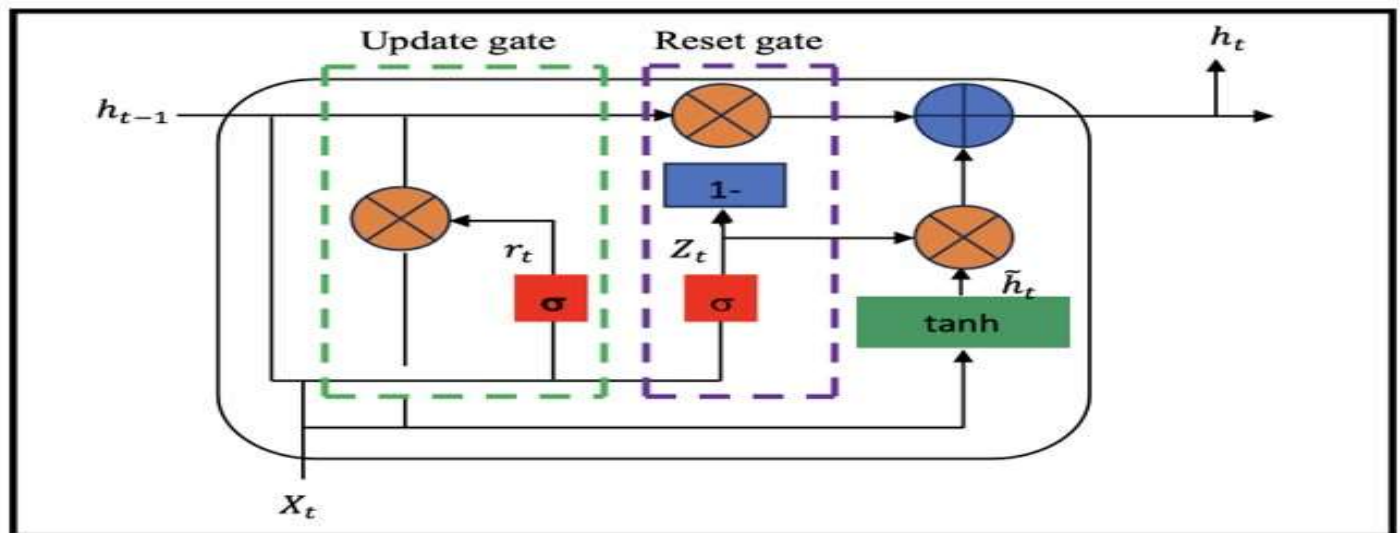 Update gate
Reset gate
h_t
h_{t−1}
1-
r_t
Z_t
σ
σ
h̃_t
tanh
X_t